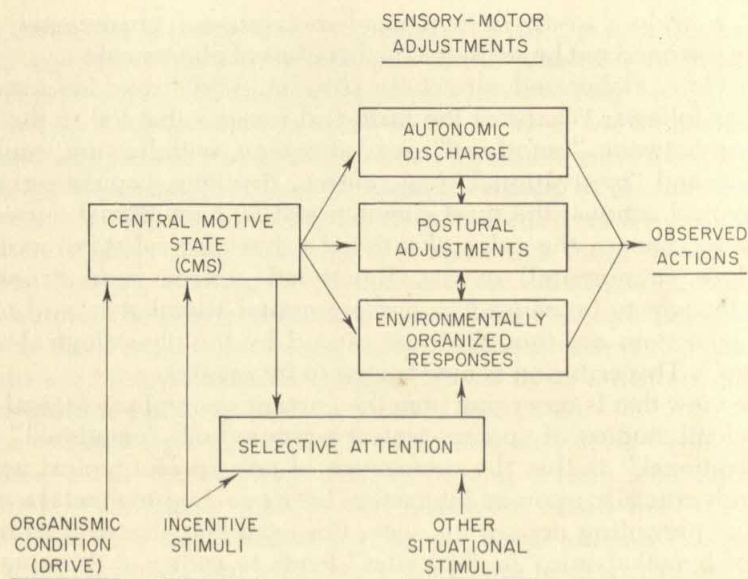 SENSORY-MOTOR
ADJUSTMENTS
AUTONOMIC
DISCHARGE
CENTRAL MOTIVE
STATE
(CMS)
POSTURAL
ADJUSTMENTS
OBSERVED
ACTIONS
ENVIRONMENTALLY
ORGANIZED
RESPONSES
SELECTIVE ATTENTION
ORGANISMIC
CONDITION
(DRIVE)
INCENTIVE
STIMULI
OTHER
SITUATIONAL
STIMULI